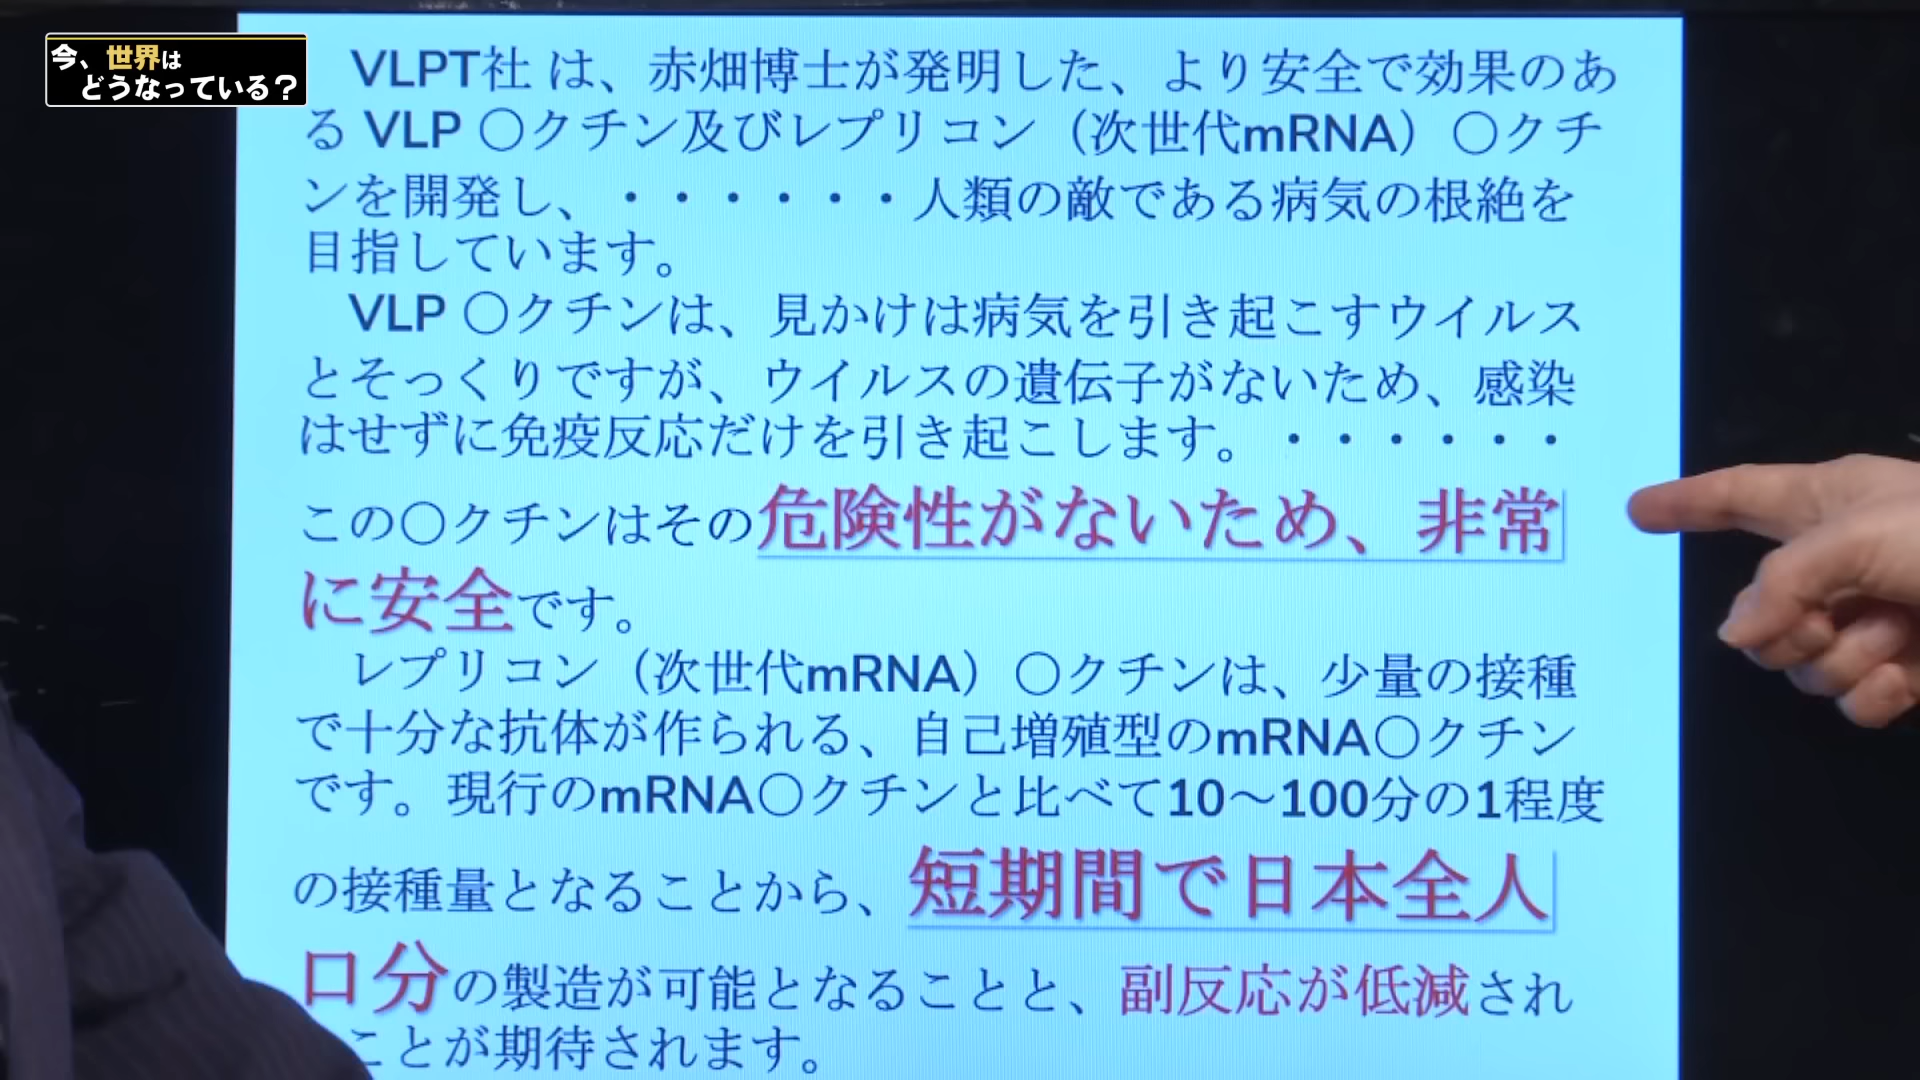 今、世界は
どうなっている？
VLPT社 は、赤畑博士が発明した、より安全で効果のあ
る VLP 〇クチン及びレプリコン（次世代mRNA）〇クチ
ンを開発し、・・・・・・人類の敵である病気の根絶を
目指しています。
VLP 〇クチンは、見かけは病気を引き起こすウイルス
とそっくりですが、ウイルスの遺伝子がないため、感染
はせずに免疫反応だけを引き起こします。・・・・・・
この〇クチンはその危険性がないため、非常
に安全です。
レプリコン（次世代mRNA）〇クチンは、少量の接種
で十分な抗体が作られる、自己増殖型のmRNA〇クチン
です。現行のmRNA〇クチンと比べて10～100分の1程度
の接種量となることから、短期間で日本全人
口分の製造が可能となることと、副反応が低減され
ことが期待されます。